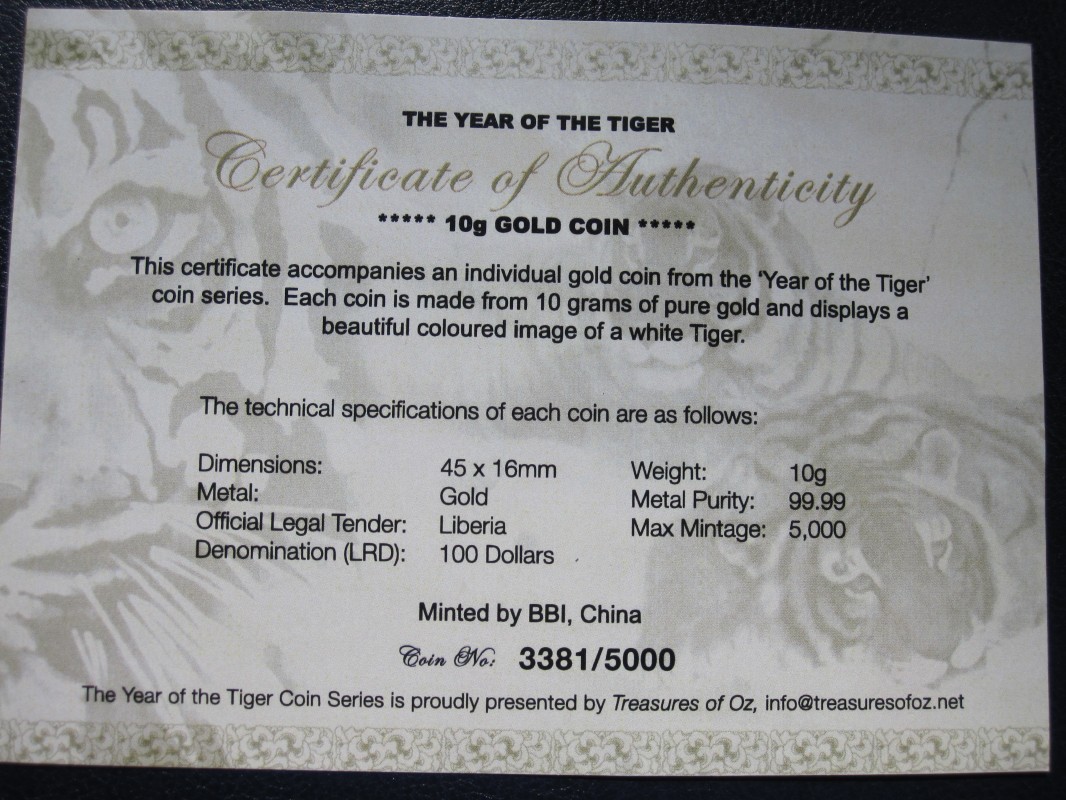 THE YEAR OF THE TIGER
Certificate of Authenticity
***** 10g GOLD COIN *****
This certificate accompanies an individual gold coin from the 'Year of the Tiger'
coin series. Each coin is made from 10 grams of pure gold and displays a
beautiful coloured image of a white Tiger.
The technical specifications of each coin are as follows:
Dimensions: 45 x 16mm Weight: 10g
Metal: Gold Metal Purity: 99.99
Official Legal Tender: Liberia Max Mintage: 5,000
Denomination (LRD): 100 Dollars
Minted by BBI, China
Coin No: 3381/5000
The Year of the Tiger Coin Series is proudly presented by Treasures of Oz, info@treasuresofoz.net